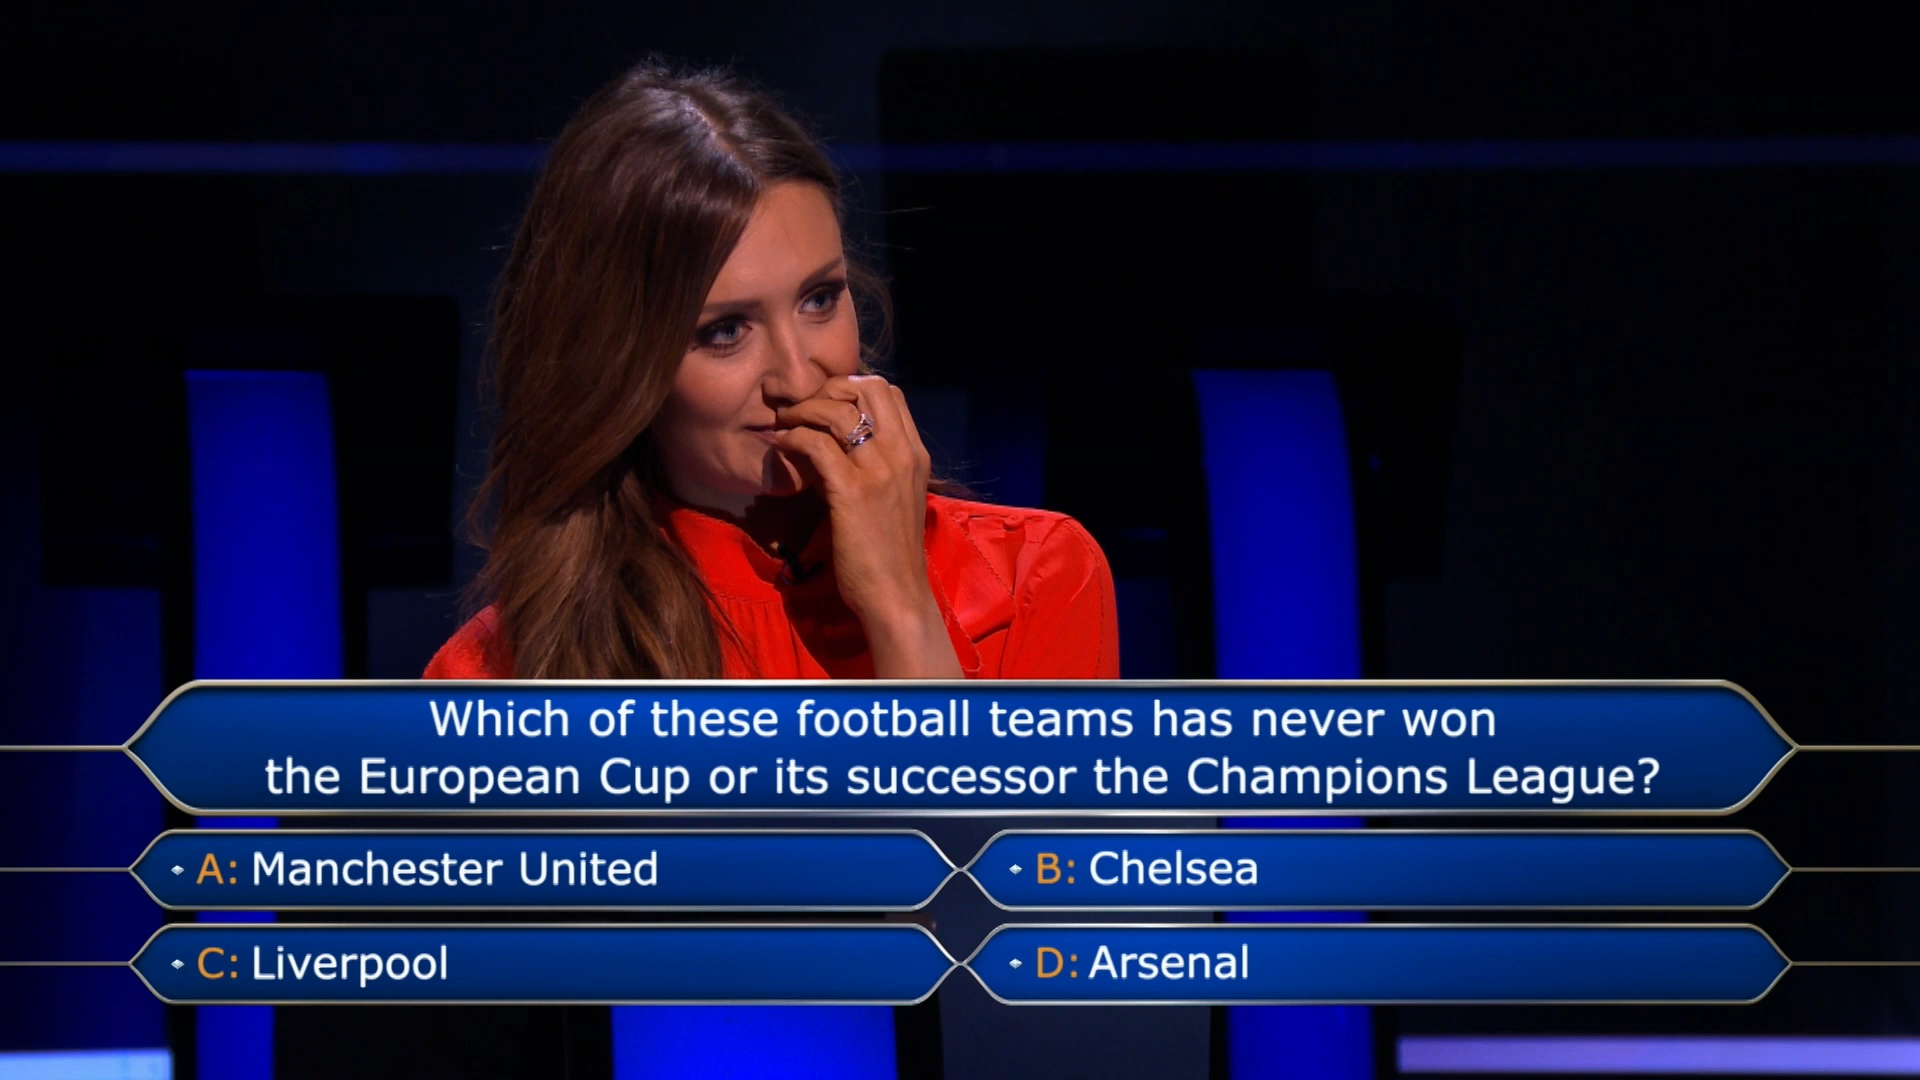 Which of these football teams has never won
the European Cup or its successor the Champions League?
A: Manchester United
B: Chelsea
C: Liverpool
D: Arsenal